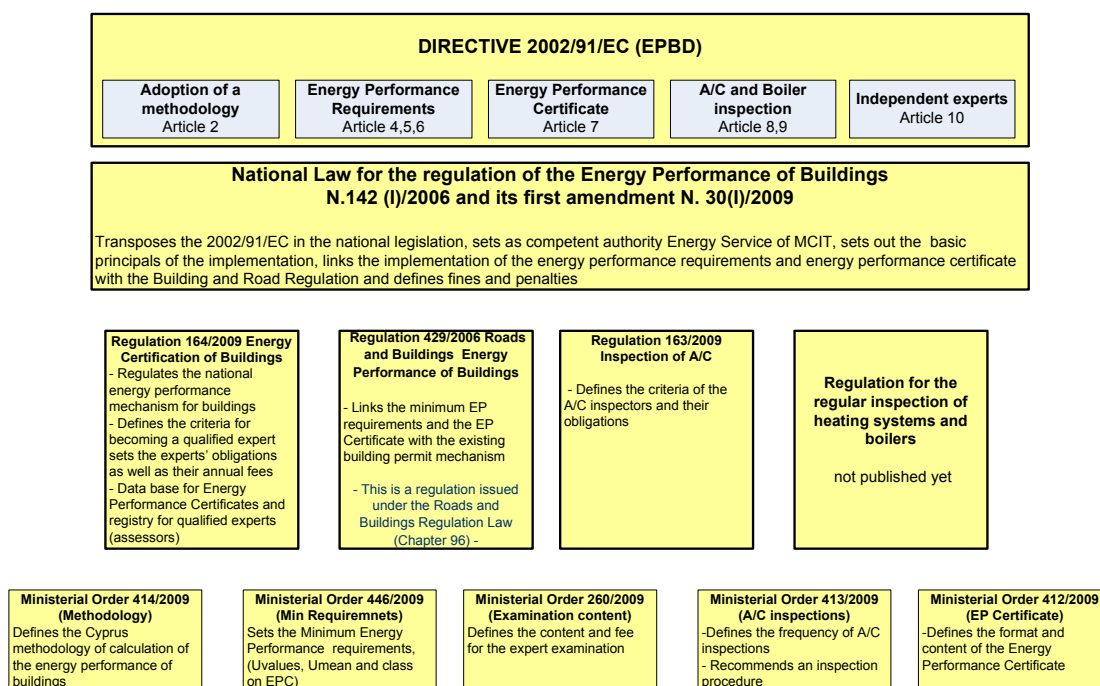 DIRECTIVE 2002/91/EC (EPBD)
Adoption of a
methodology
Article 2
Energy Performance
Requirements
Article 4,5,6
Energy Performance
Certificate
Article 7
A/C and Boiler
inspection
Article 8,9
Independent experts
Article 10
National Law for the regulation of the Energy Performance of Buildings
N.142 (I)/2006 and its first amendment N. 30(I)/2009
Transposes the 2002/91/EC in the national legislation, sets as competent authority Energy Service of MCIT, sets out the basic
principals of the implementation, links the implementation of the energy performance requirements and energy performance certificate
with the Building and Road Regulation and defines fines and penalties
Regulation 164/2009 Energy
Certification of Buildings
- Regulates the national
energy performance
mechanism for buildings
- Defines the criteria for
becoming a qualified expert
sets the experts' obligations
as well as their annual fees
- Data base for Energy
Performance Certificates and
registry for qualified experts
(assessors)
Regulation 429/2006 Roads
and Buildings Energy
Performance of Buildings
- Links the minimum EP
requirements and the EP
Certificate with the existing
building permit mechanism
- This is a regulation issued
under the Roads and
Buildings Regulation Law
(Chapter 96) -
Regulation 163/2009
Inspection of A/C
- Defines the criteria of the
A/C inspectors and their
obligations
Regulation for the
regular inspection of
heating systems and
boilers
not published yet
Ministerial Order 414/2009
(Methodology)
Defines the Cyprus
methodology of calculation of
the energy performance of
buildings
Ministerial Order 446/2009
(Min Requiremnets)
Sets the Minimum Energy
Performance requirements,
(Uvalues, Umean and class
on EPC)
Ministerial Order 260/2009
(Examination content)
Defines the content and fee
for the expert examination
Ministerial Order 413/2009
(A/C inspections)
-Defines the frequency of A/C
inspections
- Recommends an inspection
procedure
Ministerial Order 412/2009
(EP Certificate)
-Defines the format and
content of the Energy
Performance Certificate